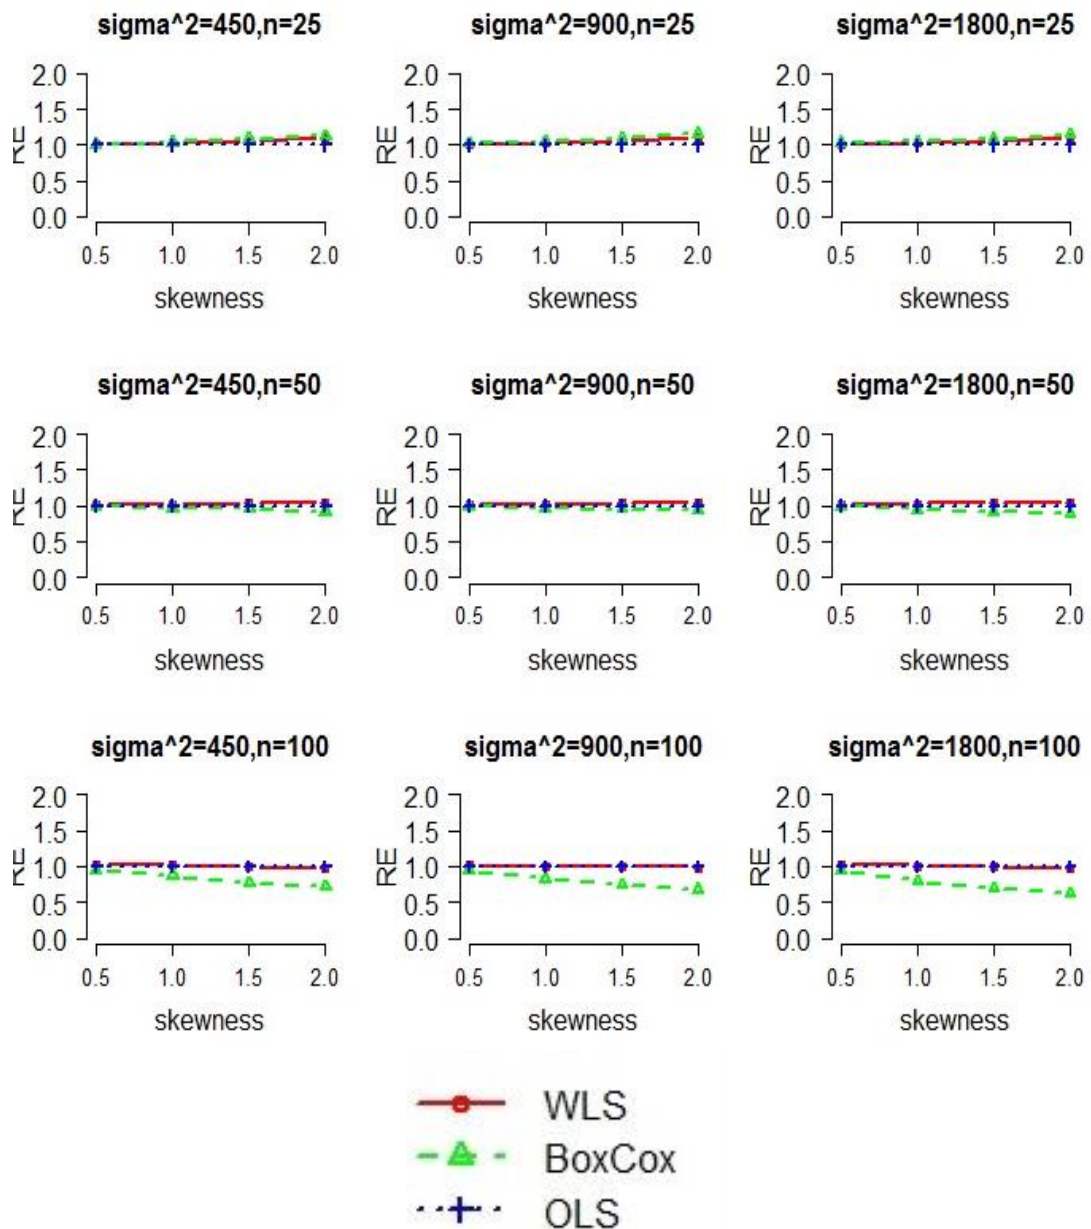 sigma^2=450,n=25 sigma^2=900,n=25 sigma^2=1800,n=25
2.0 2.0 2.0
1.5 1.5 1.5
RE 1.0 RE 1.0 RE 1.0
0.5 0.5 0.5
0.0 0.0 0.0
0.5 1.0 1.5 2.0 0.5 1.0 1.5 2.0 0.5 1.0 1.5 2.0
skewness skewness skewness
sigma^2=450,n=50 sigma^2=900,n=50 sigma^2=1800,n=50
2.0 2.0 2.0
1.5 1.5 1.5
RE 1.0 RE 1.0 RE 1.0
0.5 0.5 0.5
0.0 0.0 0.0
0.5 1.0 1.5 2.0 0.5 1.0 1.5 2.0 0.5 1.0 1.5 2.0
skewness skewness skewness
sigma^2=450,n=100 sigma^2=900,n=100 sigma^2=1800,n=100
2.0 2.0 2.0
1.5 1.5 1.5
RE 1.0 RE 1.0 RE 1.0
0.5 0.5 0.5
0.0 0.0 0.0
0.5 1.0 1.5 2.0 0.5 1.0 1.5 2.0 0.5 1.0 1.5 2.0
skewness skewness skewness
WLS
BoxCox
OLS